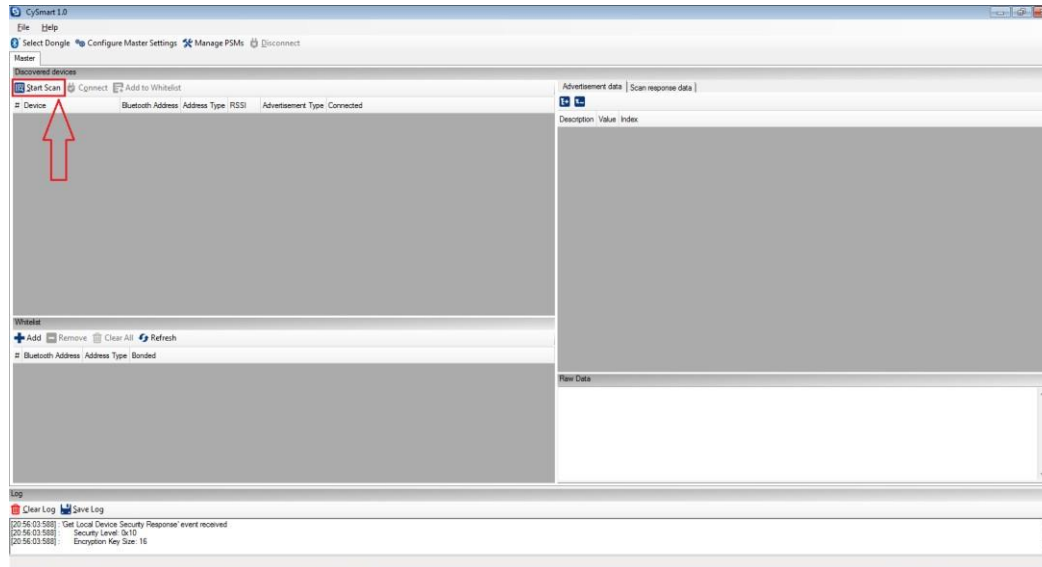 CySmart 1.0
File Help
Select Dongle Configure Master Settings Manage PSMs Disconnect
Master
Discovered devices
Start Scan Connect Add to Whitelist
# Device Bluetooth Address Address Type RSSI Advertisement Type Connected
Advertisement data Scan response data
Description Value Index
Whitelist
Add Remove Clear All Refresh
# Bluetooth Address Address Type Bonded
Raw Data
Log
Clear Log Save Log
[20:56:03:588] : 'Get Local Device Security Response' event received
[20:56:03:588] : Security Level: 0x10
[20:56:03:588] : Encryption Key Size: 16